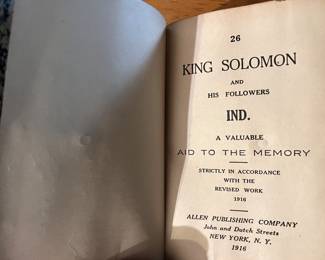 26
KING SOLOMON
AND
HIS FOLLOWERS
IND.
A VALUABLE
AID TO THE MEMORY
STRICTLY IN ACCORDANCE
WITH THE
REVISED WORK
1916
ALLEN PUBLISHING COMPANY
John and Dutch Streets
NEW YORK, N. Y.
1916